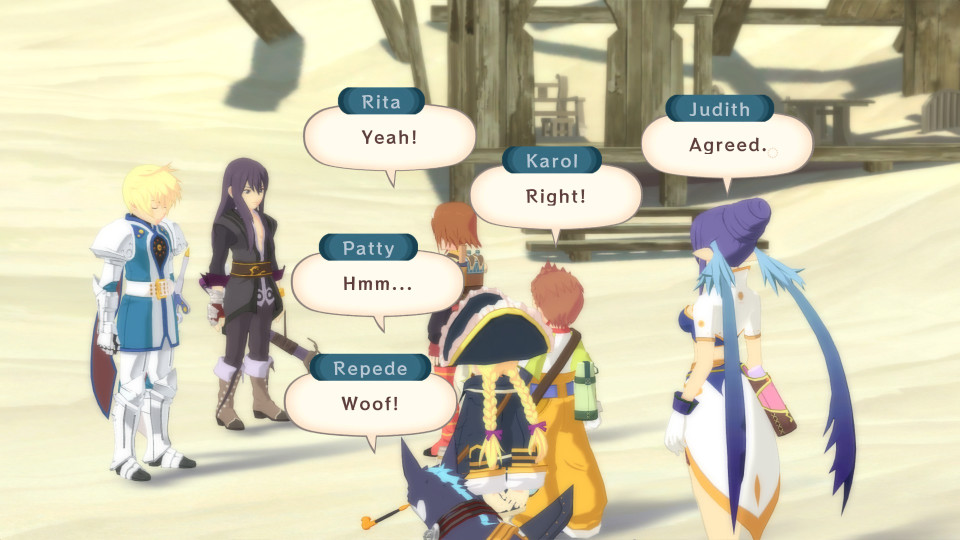 Rita
Yeah!
Judith
Agreed.
Karol
Right!
Patty
Hmm...
Repede
Woof!